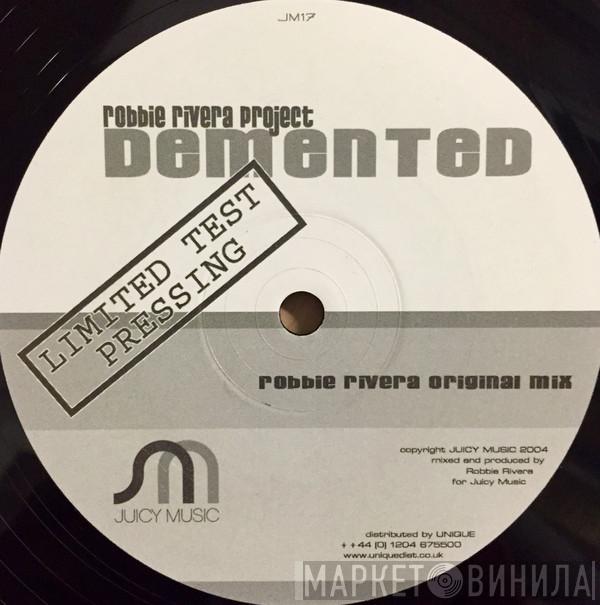 JM17
robbie rivera project
Demented
LIMITED TEST
PRESSING
robbie rivera original mix
copyright JUICY MUSIC 2004
mixed and produced by
Robbie Rivera
for Juicy Music
JUICY MUSIC
distributed by UNIQUE
++44 (0) 1204 675500
www.uniquedist.co.uk
МАРКЕТ ВИНИЛА